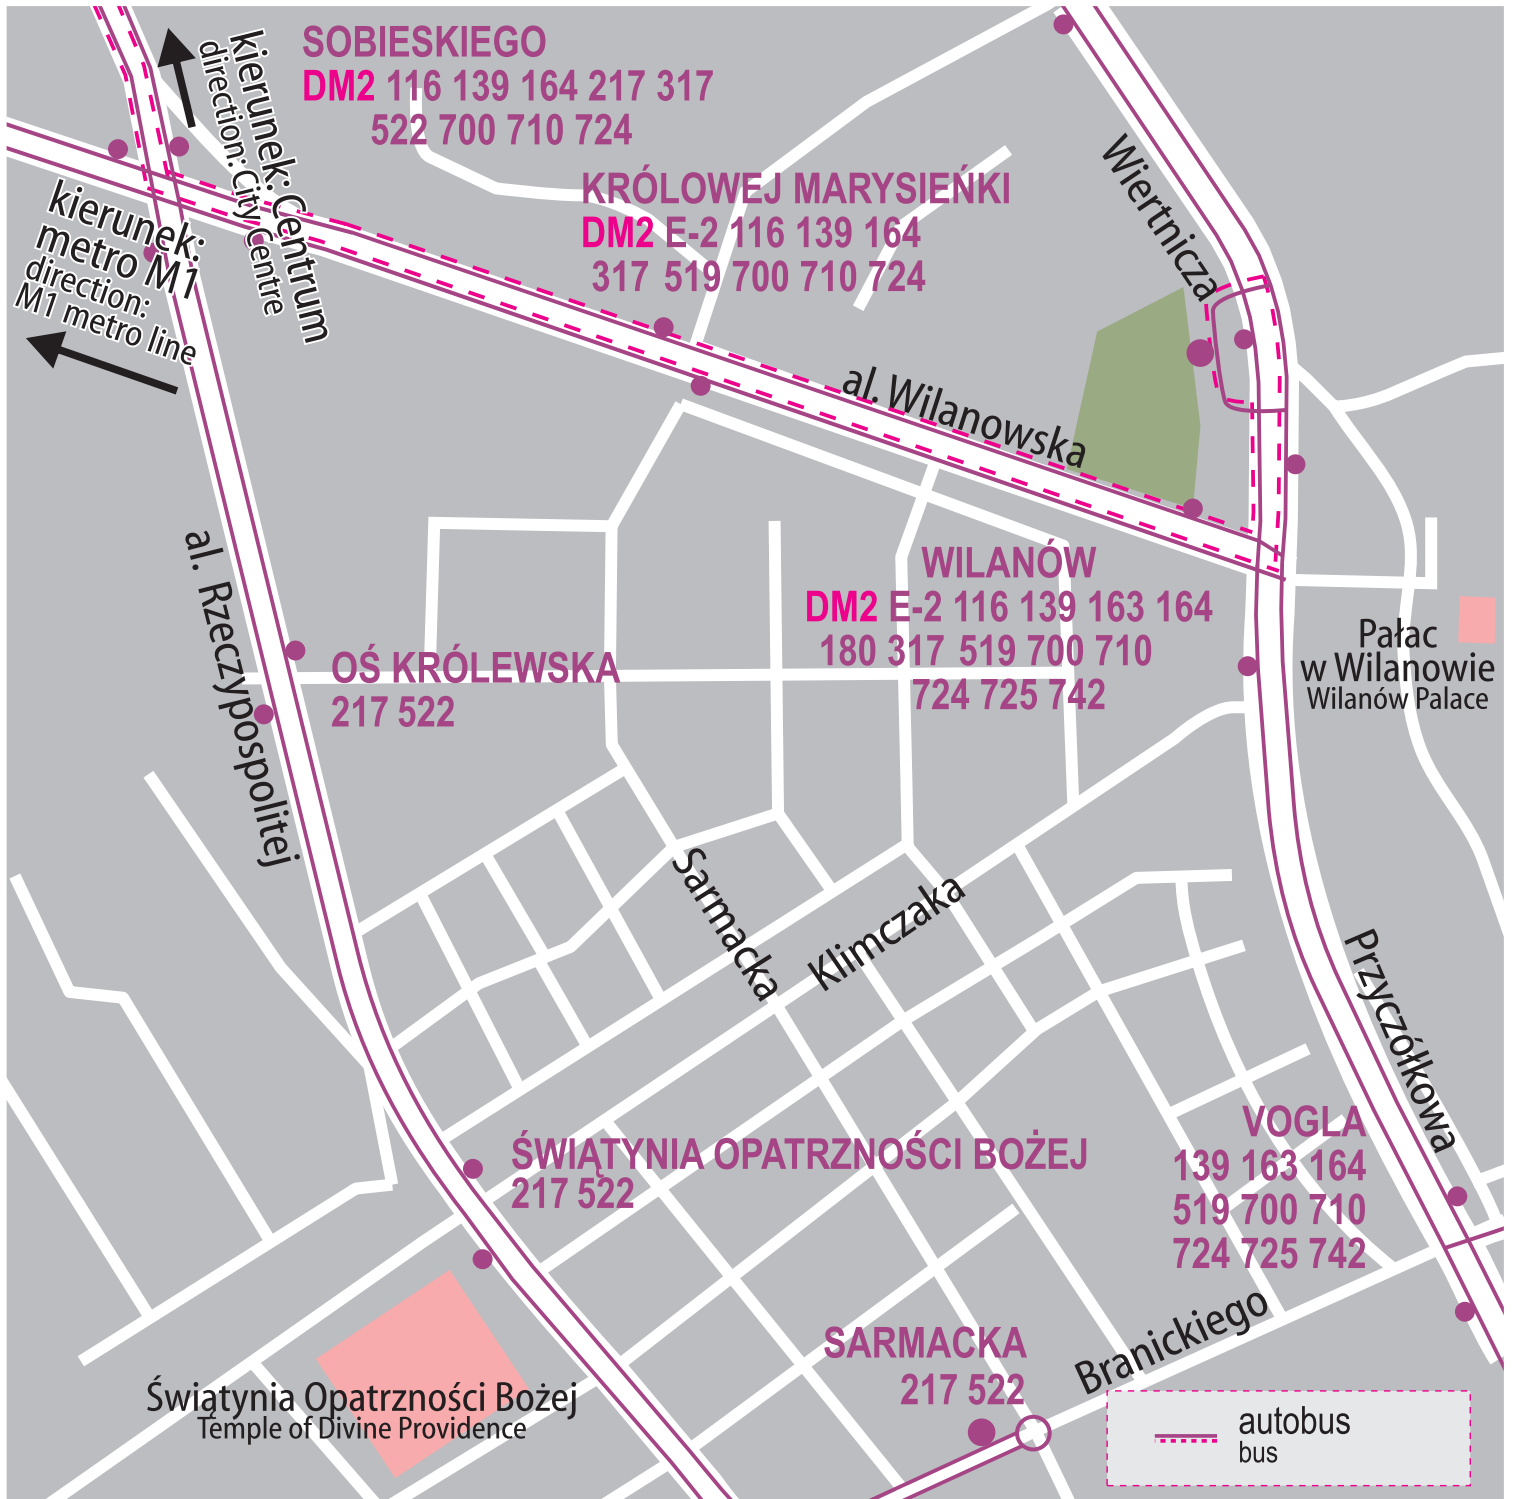 SOBIESKIEGO
DM2 116 139 164 217 317
522 700 710 724
kierunek: Centrum
direction: City Centre
KRÓLOWEJ MARYSIEŃKI
DM2 E-2 116 139 164
317 519 700 710 724
kierunek:
metro M1
direction:
M1 metro line
Wiertnicza
al. Wilanowska
al. Rzeczypospolitej
WILANÓW
DM2 E-2 116 139 163 164
180 317 519 700 710
724 725 742
Pałac
w Wilanowie
Wilanów Palace
OŚ KRÓLEWSKA
217 522
Sarmacka
Klimczaka
Przyczółkowa
VOGLA
139 163 164
519 700 710
724 725 742
ŚWIĄTYNIA OPATRZNOŚCI BOŻEJ
217 522
SARMACKA
217 522
Branickiego
Świątynia Opatrzności Bożej
Temple of Divine Providence
autobus
bus